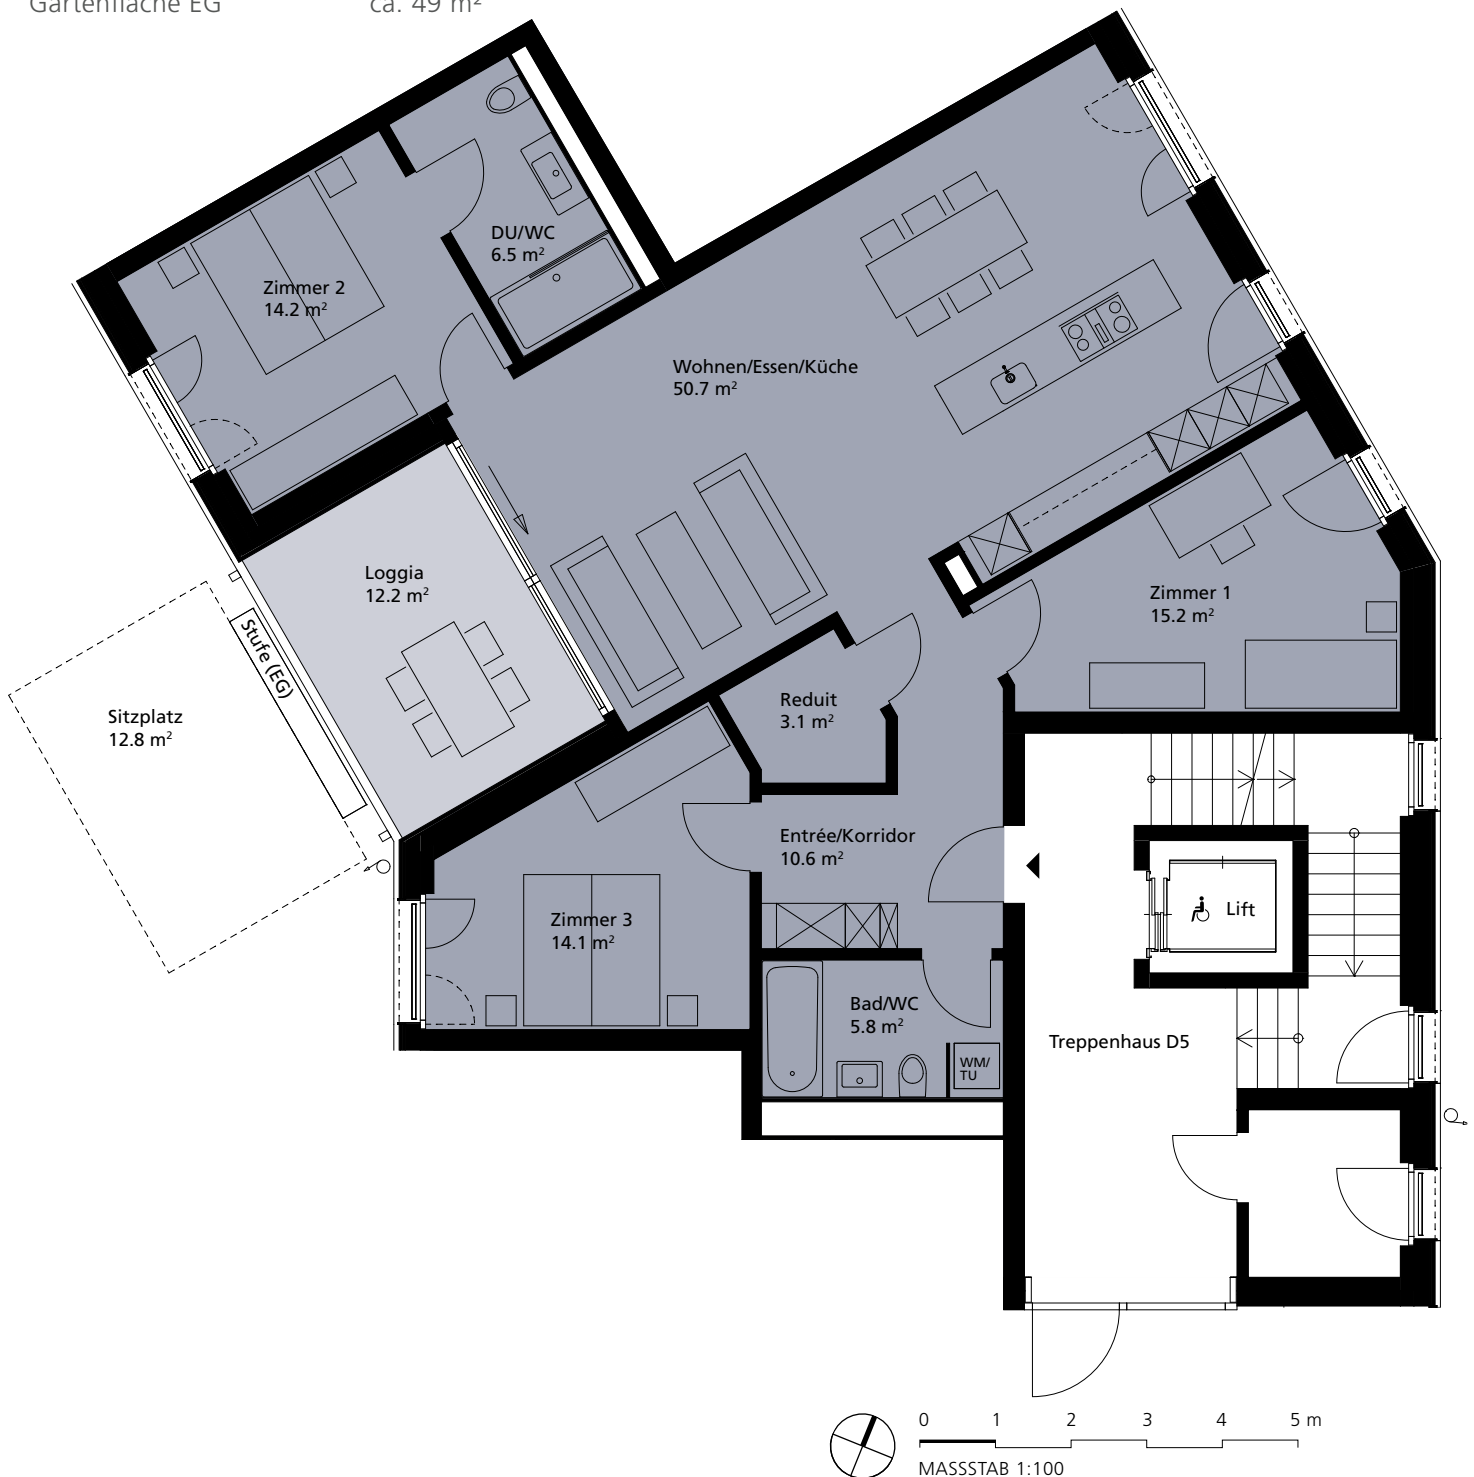 Gartenfläche EG ca. 49 m²
DU/WC
6.5 m²
Zimmer 2
14.2 m²
Wohnen/Essen/Küche
50.7 m²
Loggia
12.2 m²
Zimmer 1
15.2 m²
Stufe (EG)
Sitzplatz
12.8 m²
Reduit
3.1 m²
Entrée/Korridor
10.6 m²
Zimmer 3
14.1 m²
Lift
Bad/WC
5.8 m²
WM/
TU
Treppenhaus D5
0 1 2 3 4 5 m
MASSSTAB 1:100